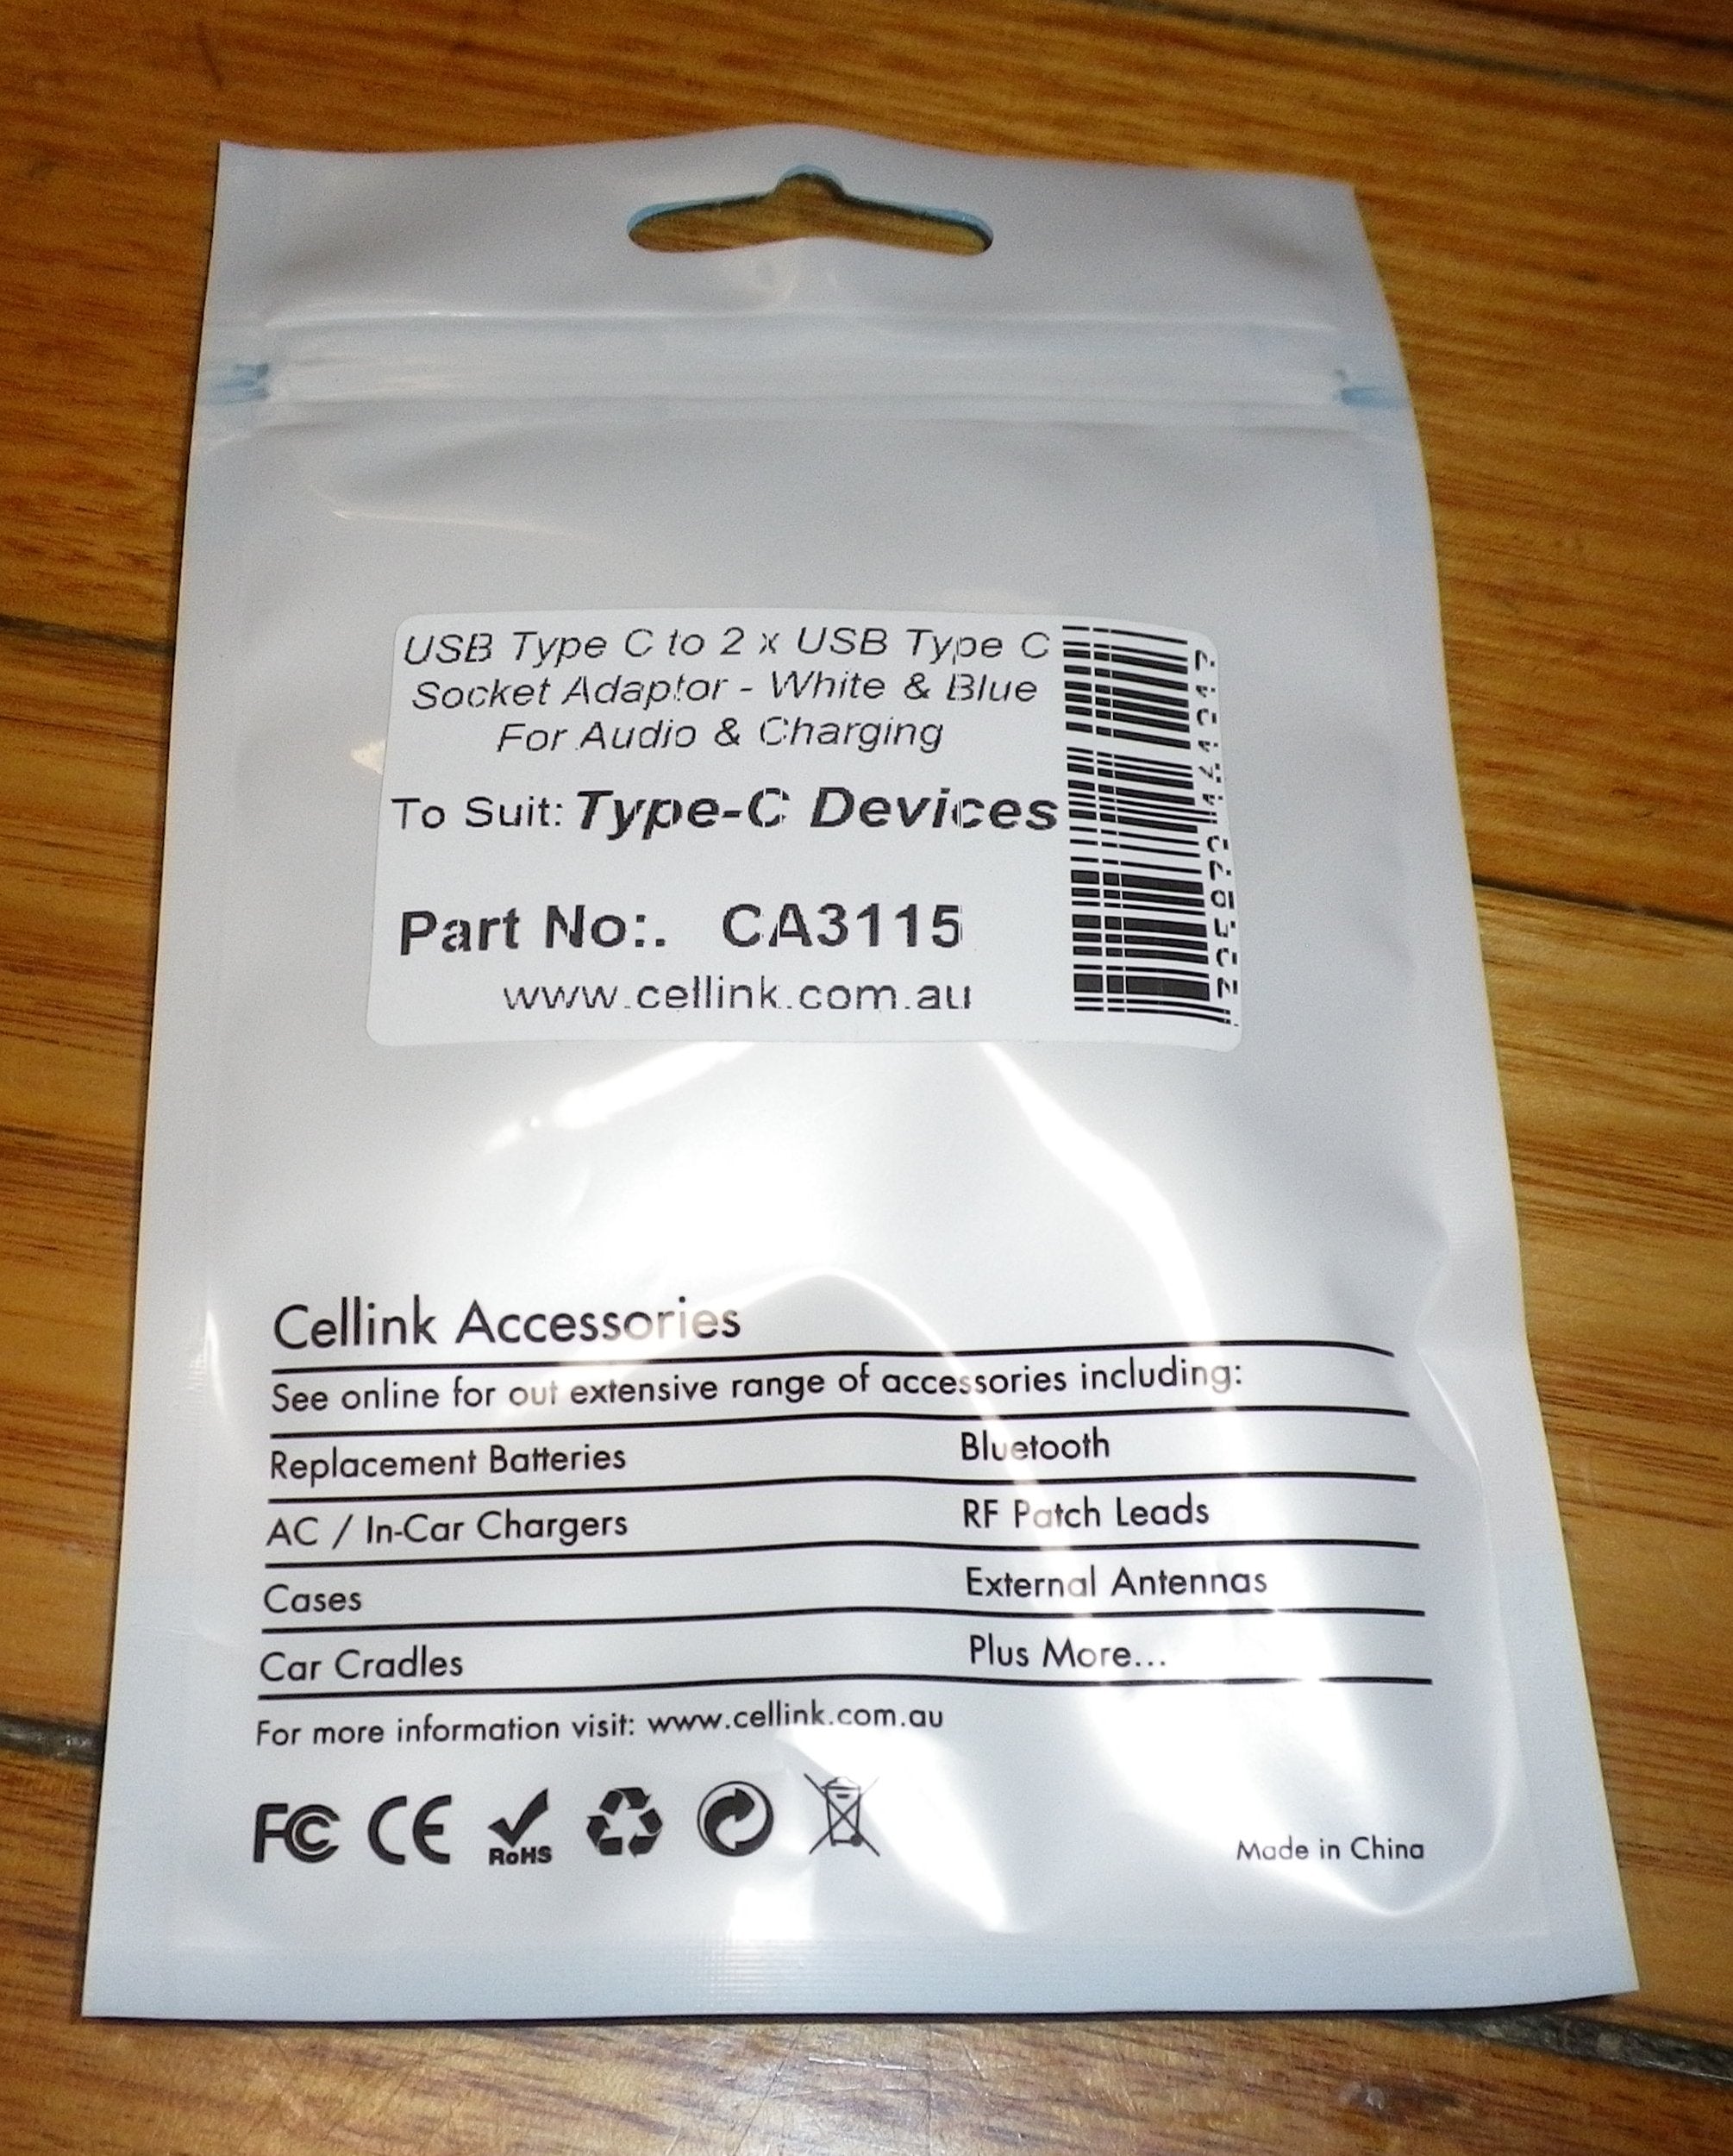 USB Type C to 2 x USB Type C
Socket Adaptor - White & Blue
For Audio & Charging
To Suit: Type-C Devices
Part No:. CA3115
www.cellink.com.au
Cellink Accessories
See online for our extensive range of accessories including:
Replacement Batteries
Bluetooth
AC / In-Car Chargers
RF Patch Leads
Cases
External Antennas
Car Cradles
Plus More...
For more information visit: www.cellink.com.au
FC CE RoHS
Made in China